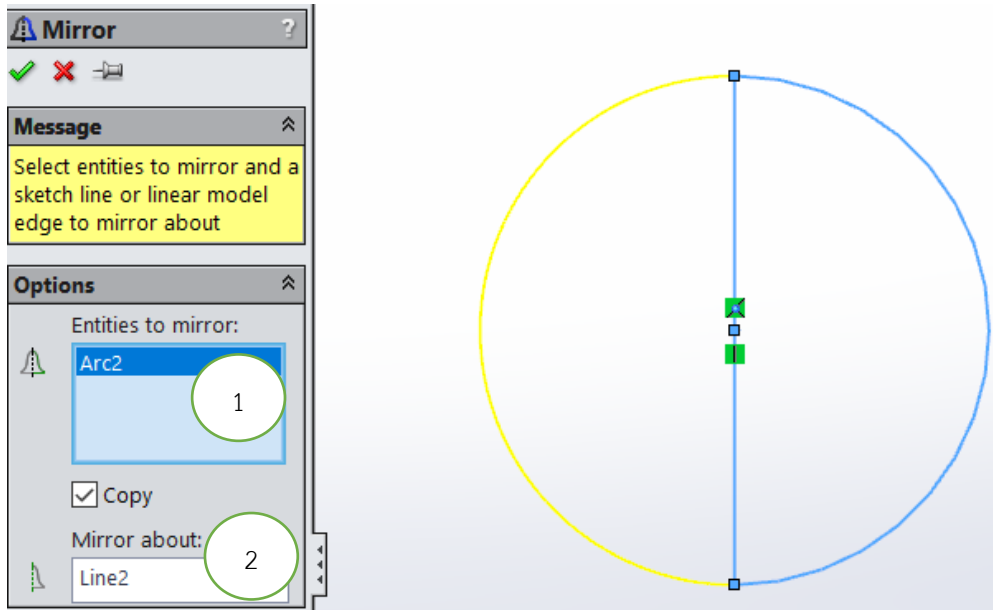 Mirror ?
Message
Select entities to mirror and a
sketch line or linear model
edge to mirror about
Options
Entities to mirror:
Arc2
1
Copy
Mirror about:
2
Line2